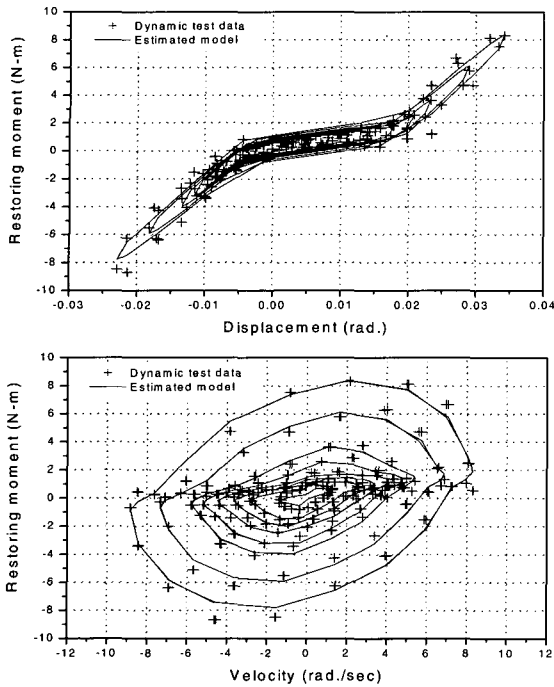 10
Dynamic test data
8
Estimated model
6
4
2
0
-2
-4
-6
-8
-10
Restoring moment (N-m)
-0.03 -0.02 -0.01 0.00 0.01 0.02 0.03 0.04
Displacement (rad.)
10
Dynamic test data
8
Estimated model
6
4
2
0
-2
-4
-6
-8
-10
Restoring moment (N-m)
-12 -10 -8 -6 -4 -2 0 2 4 6 8 10 12
Velocity (rad./sec)